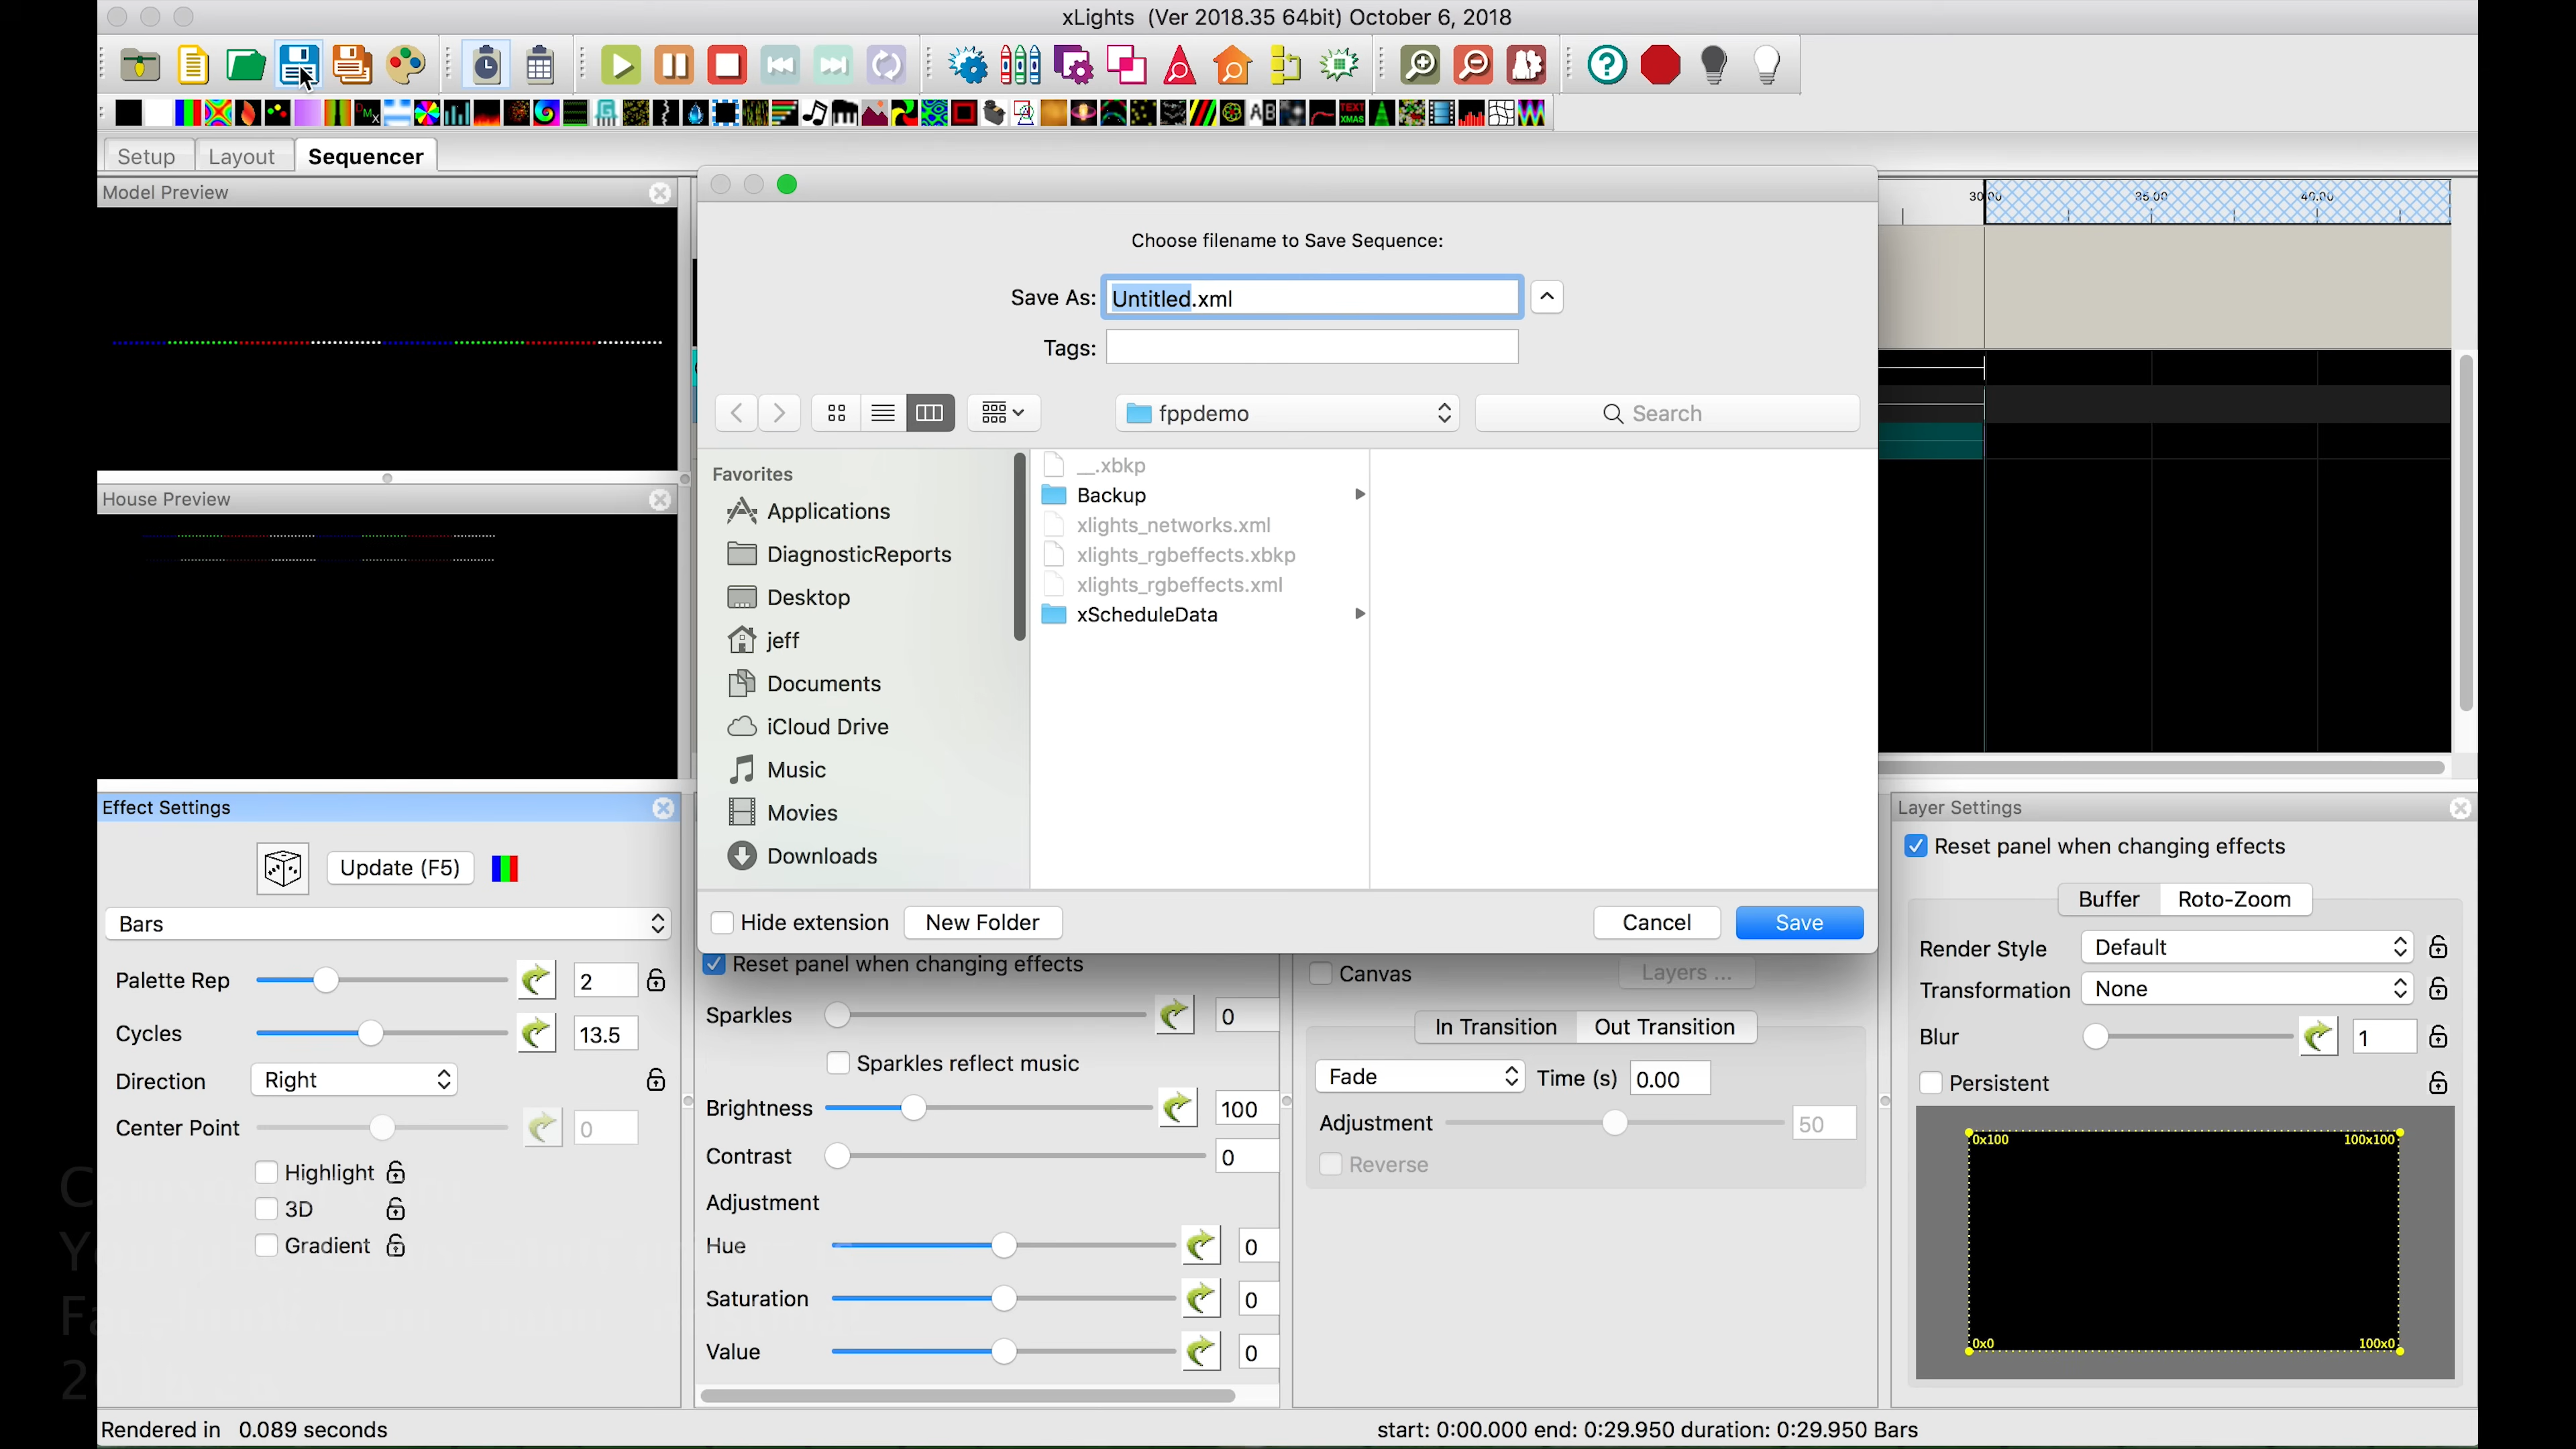 xLights (Ver 2018.35 64bit) October 6, 2018
Setup Layout Sequencer
Model Preview
30:00 35:00 40:00
Choose filename to Save Sequence:
Save As: Untitled.xml
Tags:
fppdemo Search
House Preview
Favorites
Applications
DiagnosticReports
Desktop
jeff
Documents
iCloud Drive
Music
Movies
Downloads
__.xbkp
Backup
xlights_networks.xml
xlights_rgbeffects.xbkp
xlights_rgbeffects.xml
xScheduleData
Hide extension New Folder Cancel Save
Effect Settings
Update (F5)
Bars
Palette Rep 2
Cycles 13.5
Direction Right
Center Point 0
Highlight
3D
Gradient
Reset panel when changing effects
Sparkles 0
Sparkles reflect music
Brightness 100
Contrast 0
Adjustment
Hue 0
Saturation 0
Value 0
Canvas Layers ...
In Transition Out Transition
Fade Time (s) 0.00
Adjustment 50
Reverse
Layer Settings
Reset panel when changing effects
Buffer Roto-Zoom
Render Style Default
Transformation None
Blur 1
Persistent
0x100 100x100
0x0 100x0
Rendered in 0.089 seconds
start: 0:00.000 end: 0:29.950 duration: 0:29.950 Bars